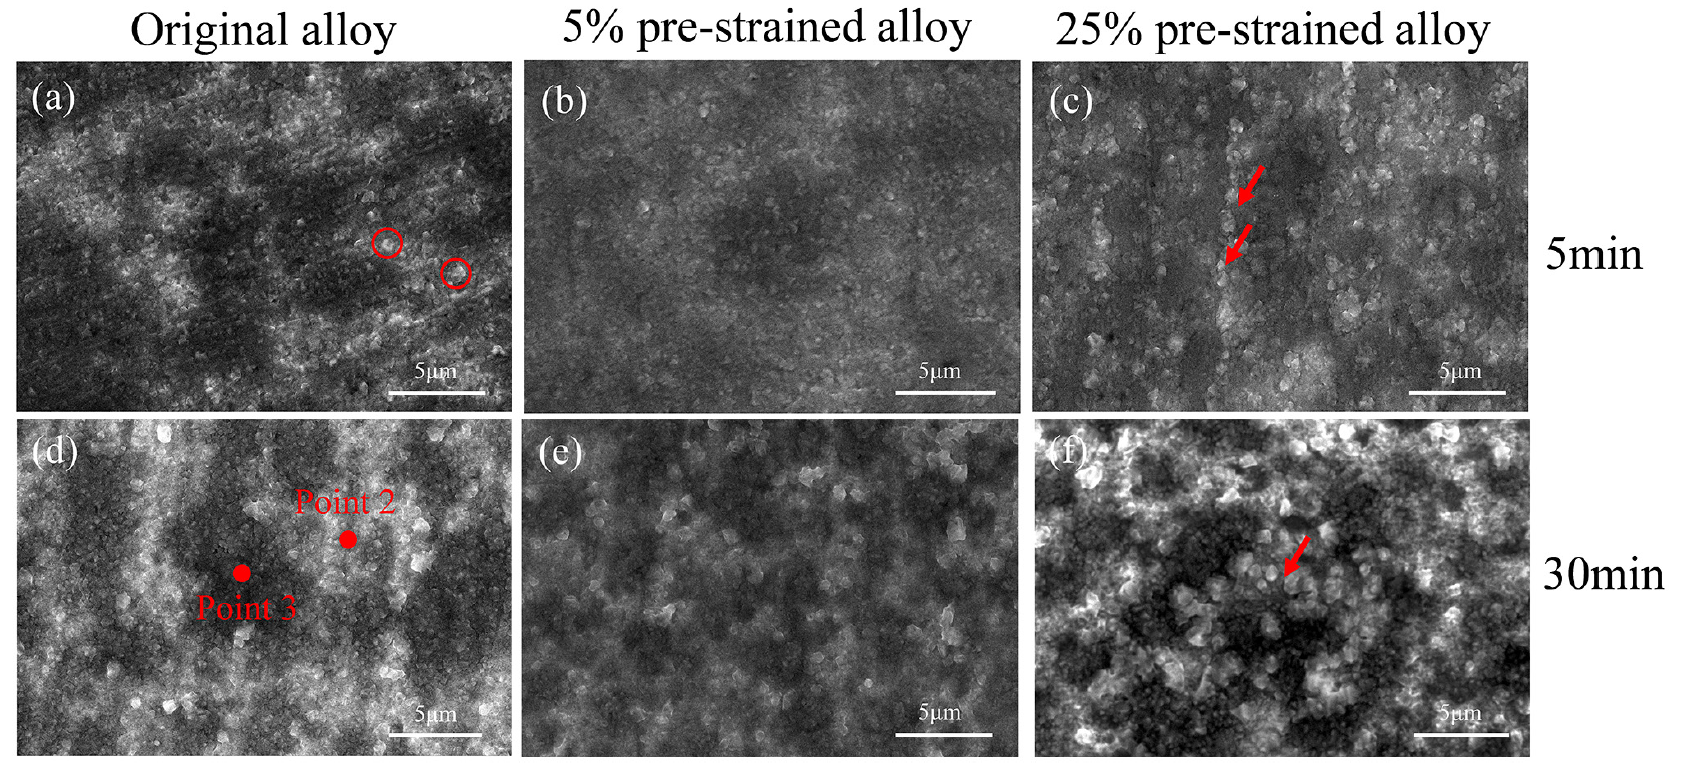 Original alloy
5% pre-strained alloy
25% pre-strained alloy
(a)
(b)
(c)
5μm
5μm
5μm
5min
(d)
(e)
(f)
Point 2
Point 3
5μm
5μm
5μm
30min